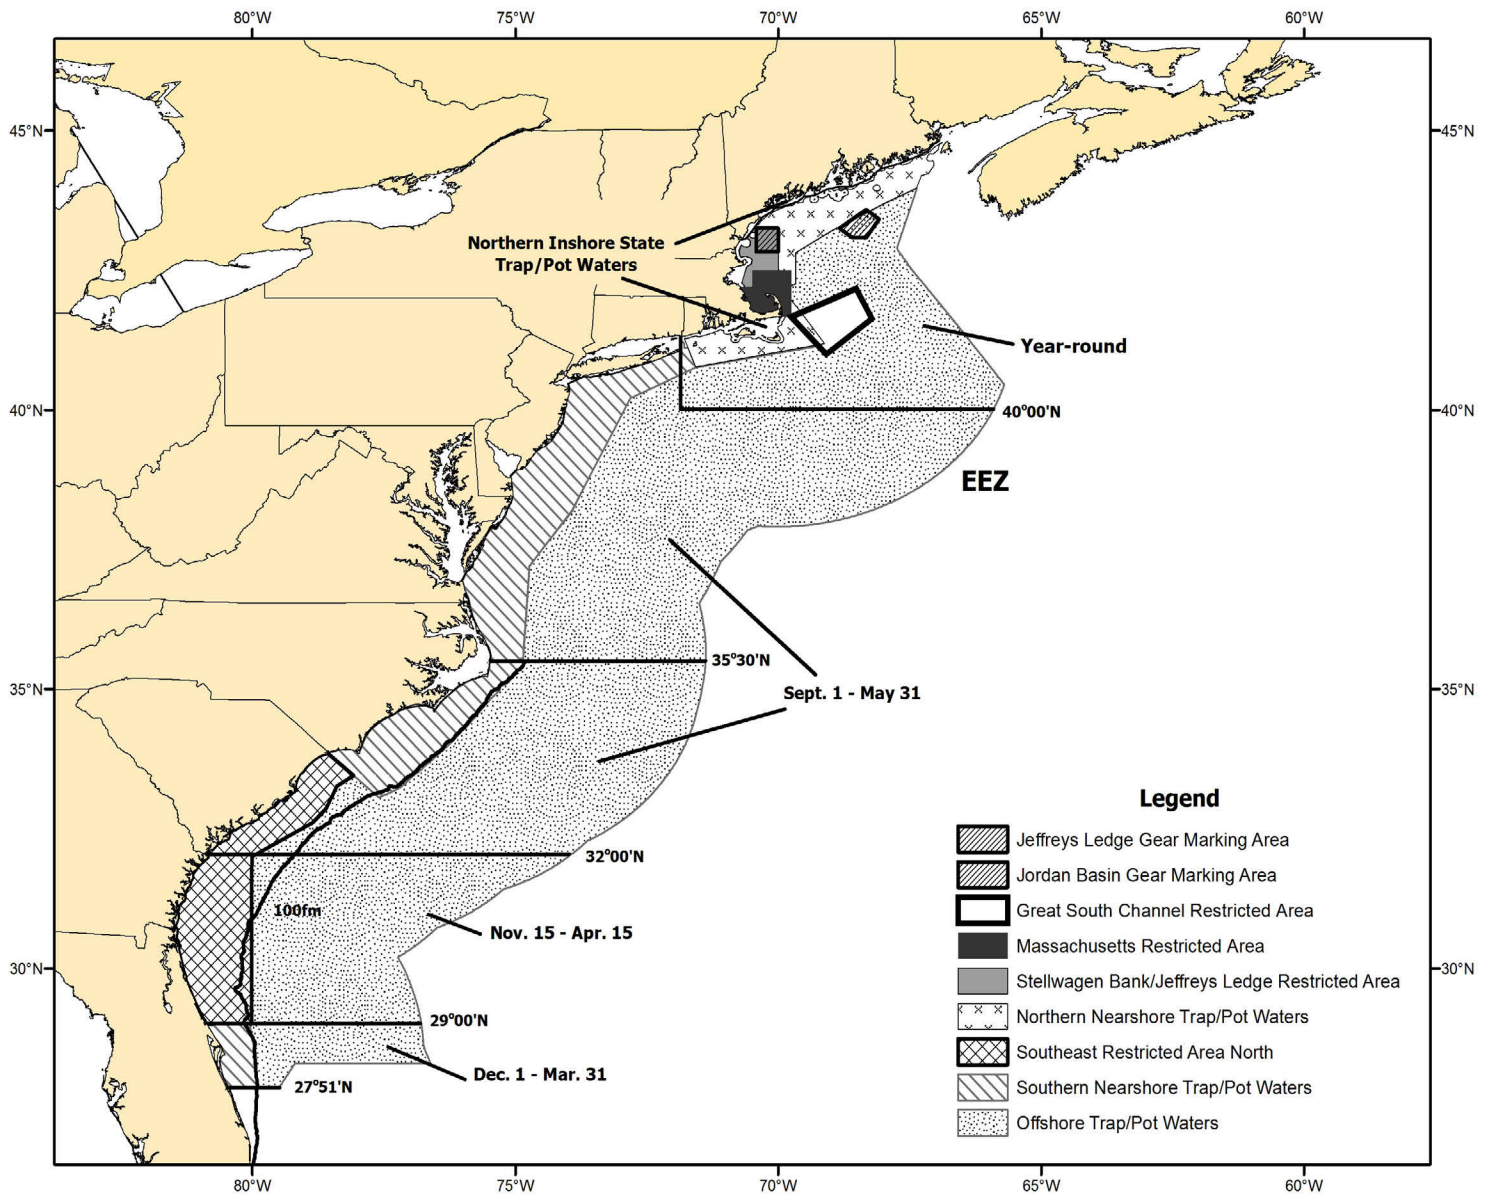 80°W 75°W 70°W 65°W 60°W
45°N 45°N
Northern Inshore State
Trap/Pot Waters
Year-round
40°N 40°00'N 40°N
EEZ
35°30'N
35°N Sept. 1 - May 31 35°N
Legend
Jeffreys Ledge Gear Marking Area
32°00'N
Jordan Basin Gear Marking Area
100fm
Great South Channel Restricted Area
Nov. 15 - Apr. 15
Massachusetts Restricted Area
30°N 30°N
Stellwagen Bank/Jeffreys Ledge Restricted Area
29°00'N
Northern Nearshore Trap/Pot Waters
Southeast Restricted Area North
Dec. 1 - Mar. 31
27°51'N
Southern Nearshore Trap/Pot Waters
Offshore Trap/Pot Waters
80°W 75°W 70°W 65°W 60°W